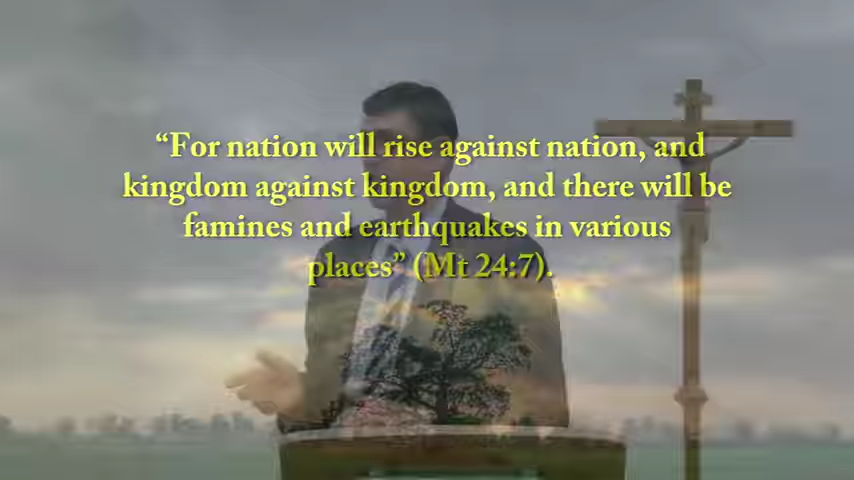 “For nation will rise against nation, and
kingdom against kingdom, and there will be
famines and earthquakes in various
places” (Mt 24:7).